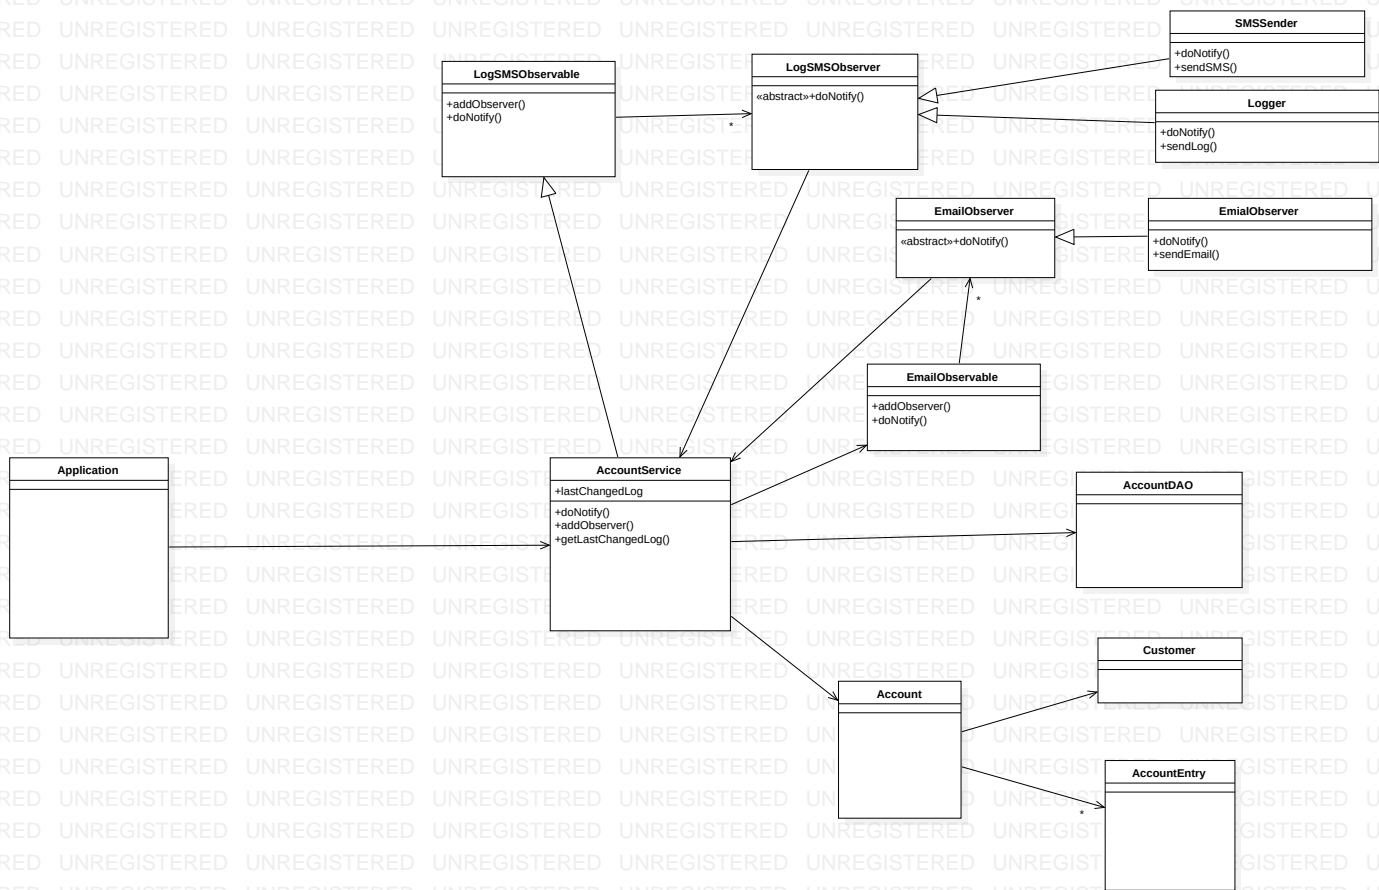 SMSSender
+doNotify()
+sendSMS()
LogSMSObservable
+addObserver()
+doNotify()
*
LogSMSObserver
«abstract»+doNotify()
Logger
+doNotify()
+sendLog()
EmailObserver
«abstract»+doNotify()
*
EmialObserver
+doNotify()
+sendEmail()
EmailObservable
+addObserver()
+doNotify()
Application
AccountService
+lastChangedLog
+doNotify()
+addObserver()
+getLastChangedLog()
AccountDAO
Customer
Account
AccountEntry
*
UNREGISTERED